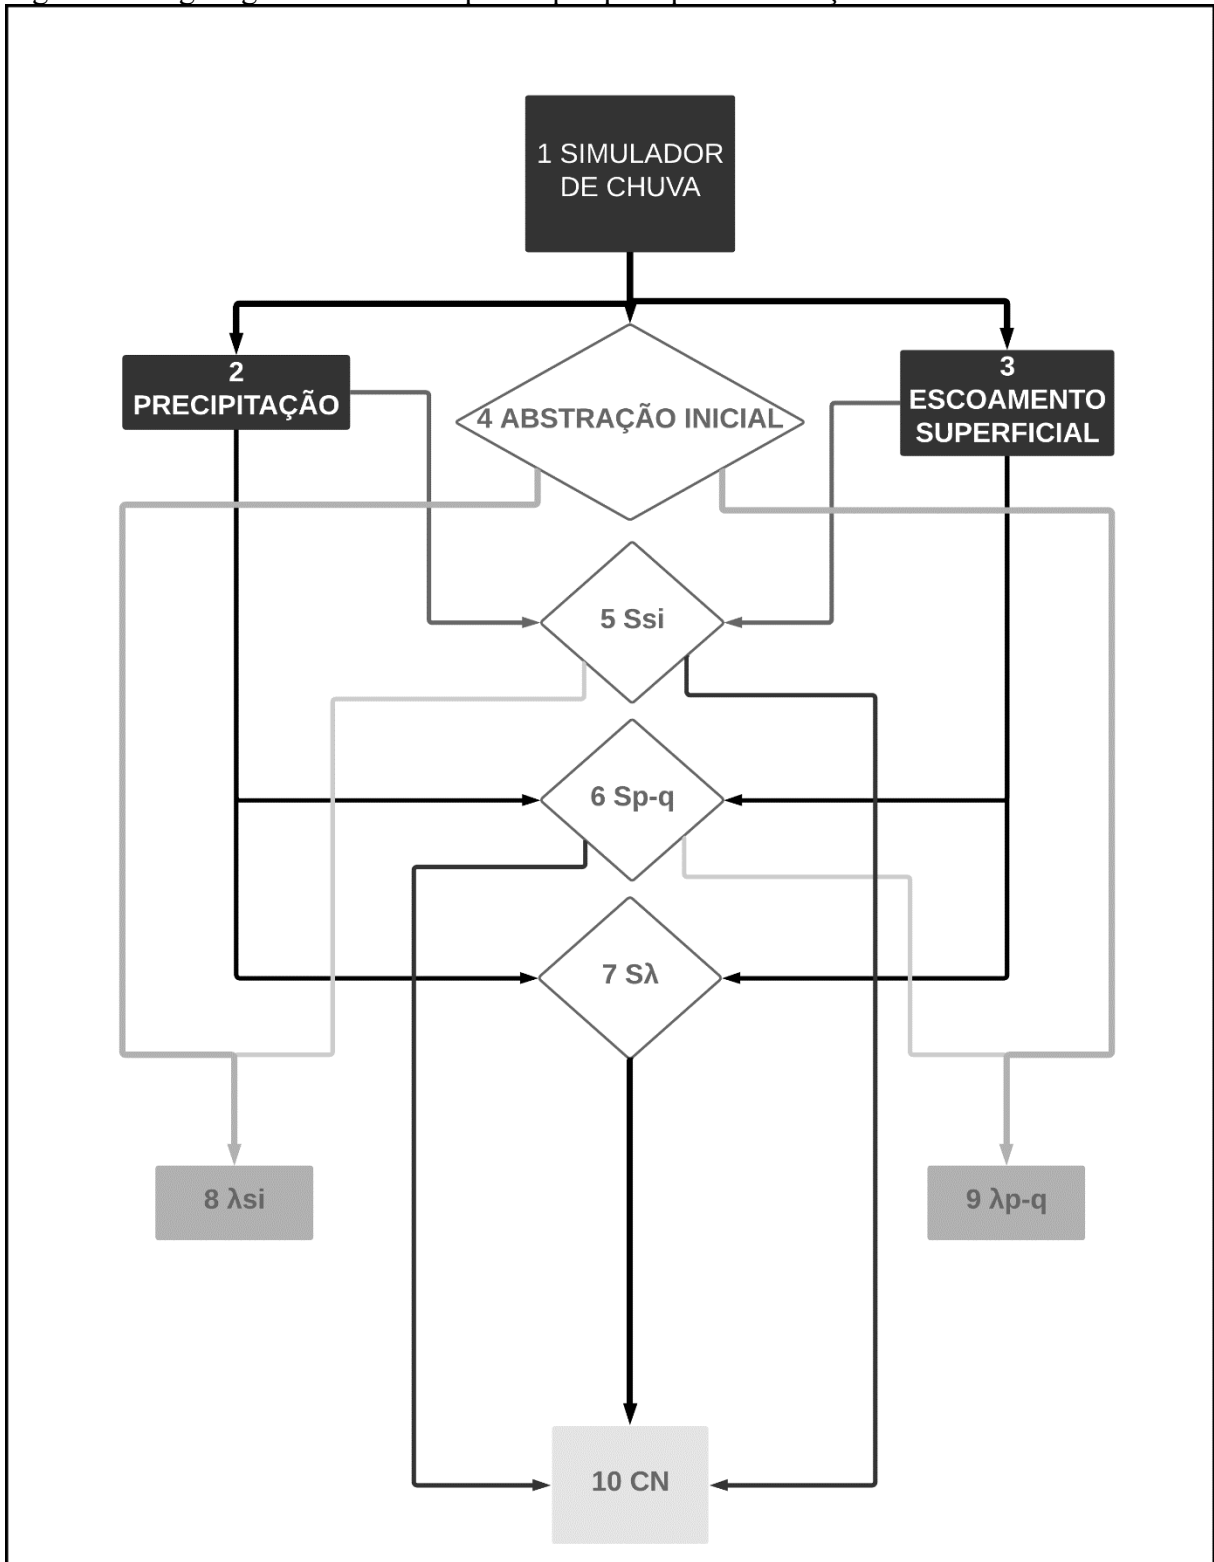 1 SIMULADOR
DE CHUVA
2
PRECIPITAÇÃO
4 ABSTRAÇÃO INICIAL
3
ESCOAMENTO
SUPERFICIAL
5 Ssi
6 Sp-q
7 Sλ
8 λsi
9 λp-q
10 CN